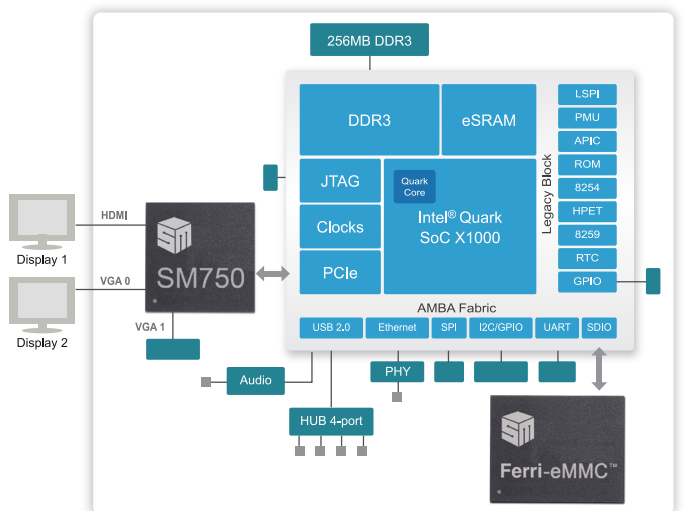 256MB DDR3
DDR3
eSRAM
LSPI
PMU
APIC
ROM
8254
HPET
8259
RTC
GPIO
Legacy Block
JTAG
Clocks
PCIe
Quark
Core
Intel® Quark
SoC X1000
AMBA Fabric
USB 2.0
Ethernet
SPI
I2C/GPIO
UART
SDIO
HDMI
Display 1
VGA 0
Display 2
VGA 1
SM
SM750
Audio
PHY
HUB 4-port
SM
Ferri-eMMC™